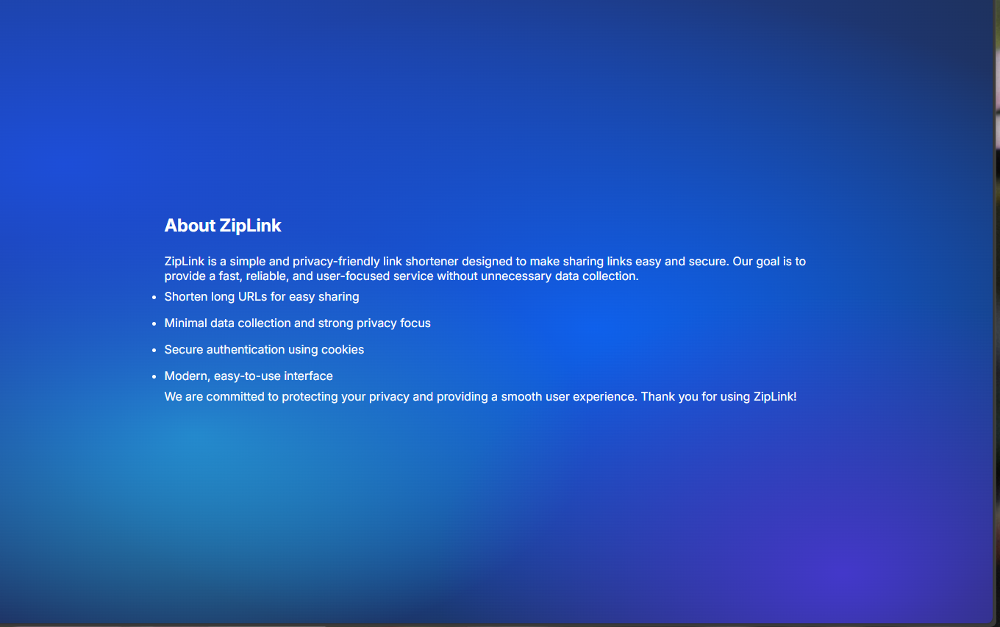 About ZipLink
ZipLink is a simple and privacy-friendly link shortener designed to make sharing links easy and secure. Our goal is to
provide a fast, reliable, and user-focused service without unnecessary data collection.
• Shorten long URLs for easy sharing
• Minimal data collection and strong privacy focus
• Secure authentication using cookies
• Modern, easy-to-use interface
We are committed to protecting your privacy and providing a smooth user experience. Thank you for using ZipLink!